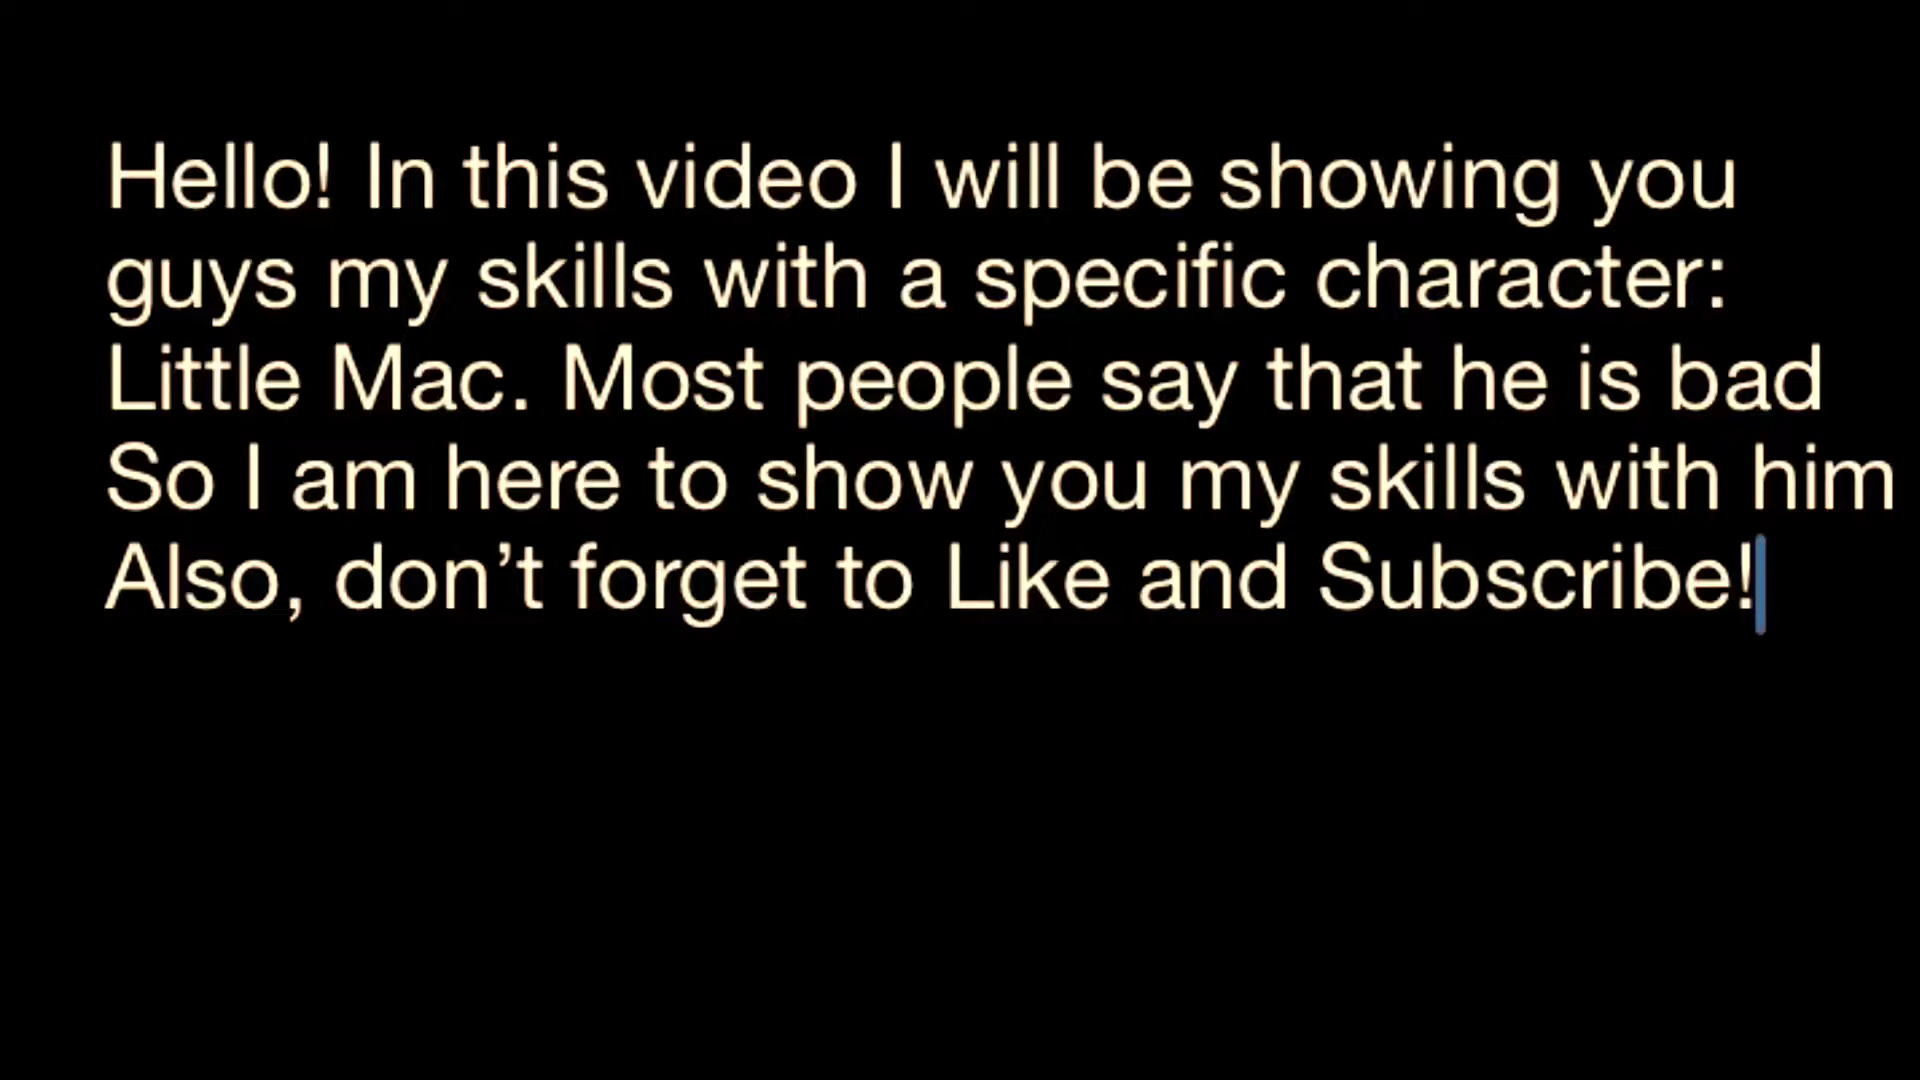 Hello! In this video I will be showing you
guys my skills with a specific character:
Little Mac. Most people say that he is bad
So I am here to show you my skills with him
Also, don’t forget to Like and Subscribe!